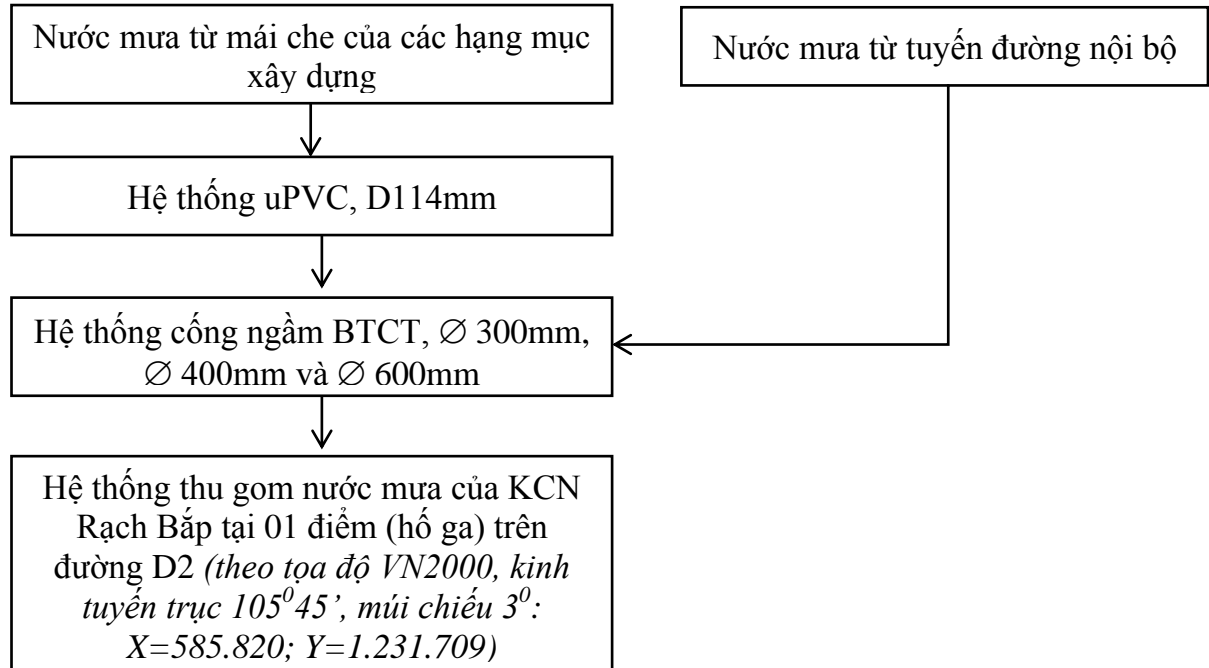 Nước mưa từ mái che của các hạng mục
xây dựng
Nước mưa từ tuyến đường nội bộ
Hệ thống uPVC, D114mm
Hệ thống cống ngầm BTCT, ∅ 300mm,
∅ 400mm và ∅ 600mm
Hệ thống thu gom nước mưa của KCN
Rạch Bắp tại 01 điểm (hố ga) trên
đường D2 (theo tọa độ VN2000, kinh
tuyến trục 105⁰45’, múi chiếu 3⁰:
X=585.820; Y=1.231.709)